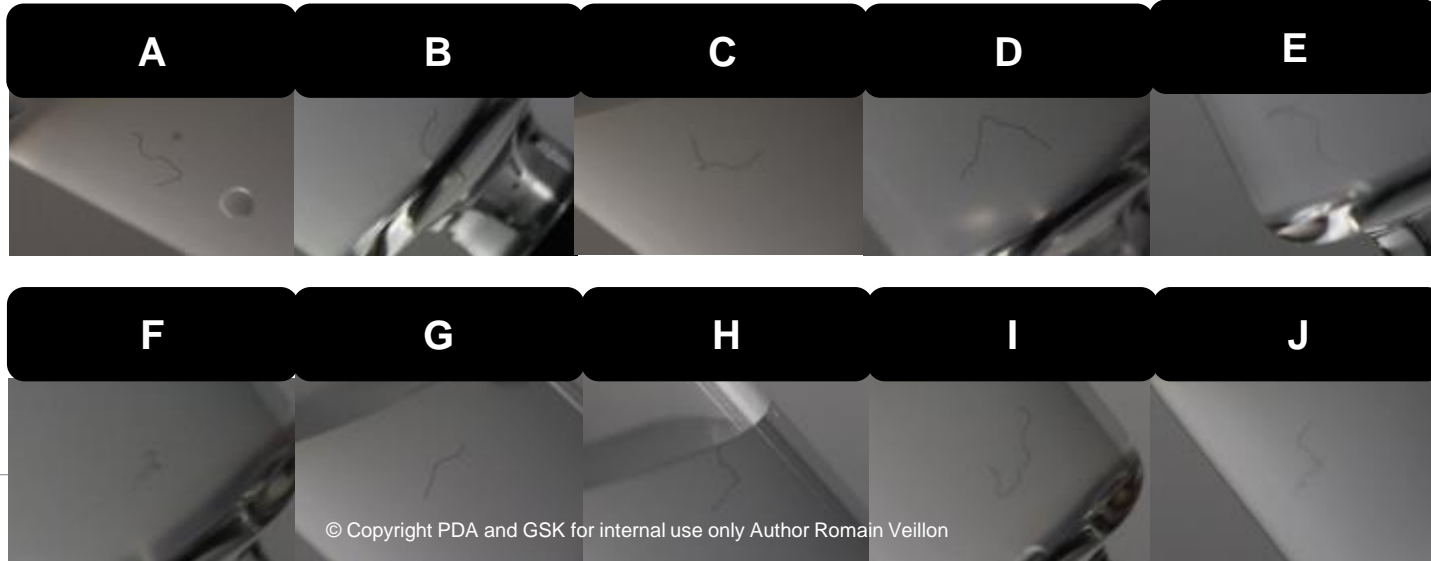 A B C D E
F G H I J
© Copyright PDA and GSK for internal use only Author Romain Veillon